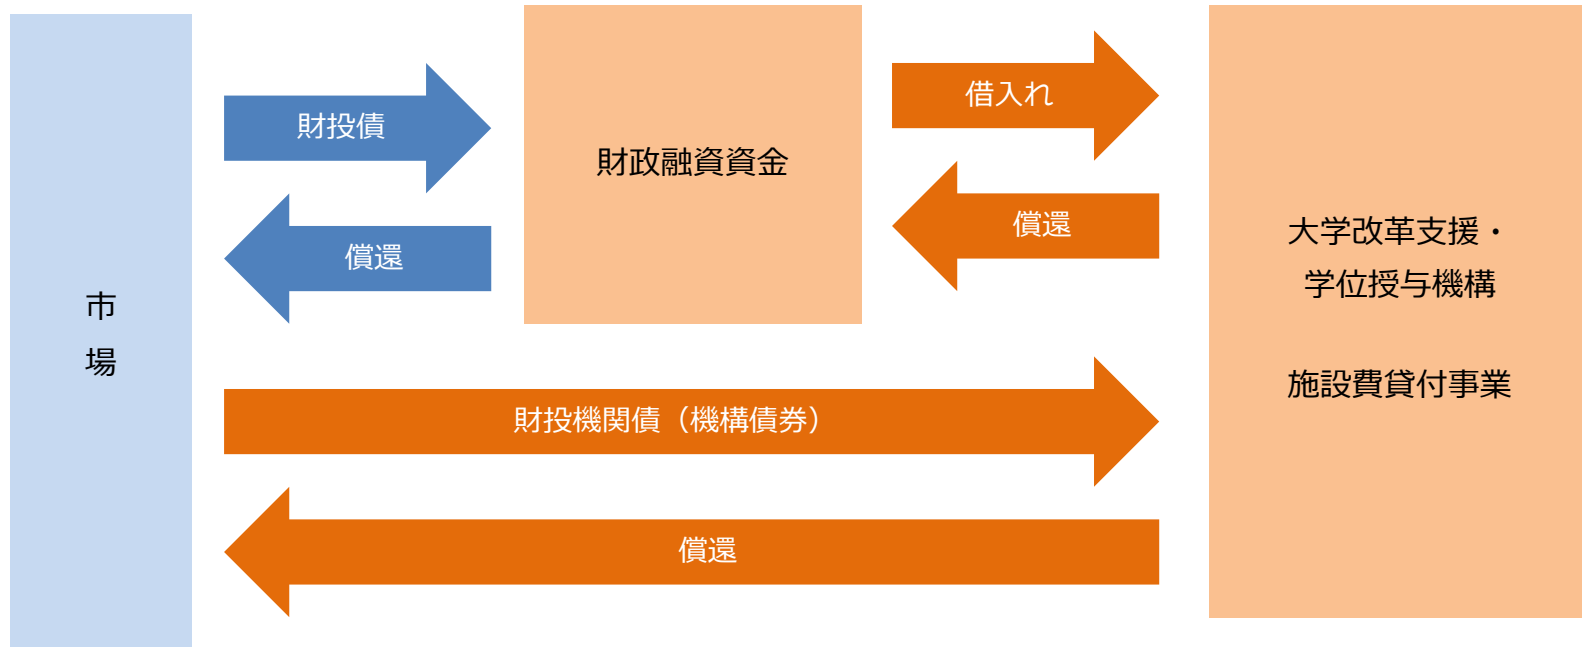 市
場
財投債
償還
財政融資資金
借入れ
償還
財投機関債（機構債券）
償還
大学改革支援・
学位授与機構
施設費貸付事業